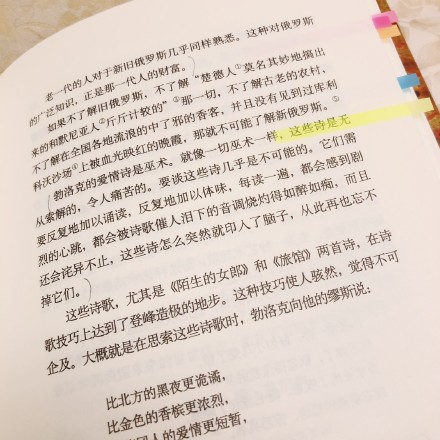 老一代的人对于新旧俄罗斯几乎同样熟悉。这种对俄罗斯
的广泛知识，正是那一代人的财富。
如果不了解旧俄罗斯，不了解“楚德人①莫名其妙地搞出
来的和默尼亚人②斤斤计较的”③那一切，不了解古老的农村，
不了解在全国各地流浪的中了邪的香客，并且没有见到过库利
科沃沙场④上被血光映红的晚霞，那就不可能了解新俄罗斯。⑤
勃洛克的爱情诗是巫术。就像一切巫术一样，这些诗是无
从索解的，令人痛苦的。要谈这些诗几乎是不可能的。它们需
要反复地加以诵读，反复地加以体味，每读一遍，都会感到剧
烈的心跳，都会被诗歌催人泪下的音调烧灼得如醉如痴，而且
还会诧异不止，这些诗怎么突然就印入了脑子，从此再也忘不
掉它们。
这些诗歌，尤其是《陌生的女郎》和《旅馆》两首诗，在诗
歌技巧上达到了登峰造极的地步。这种技巧使人骇然，觉得不可
企及。大概就是在思索这些诗歌时，勃洛克向他的缪斯说：
比北方的黑夜更诡谲，
比金色的香槟更浓烈，
人的爱情更短暂，